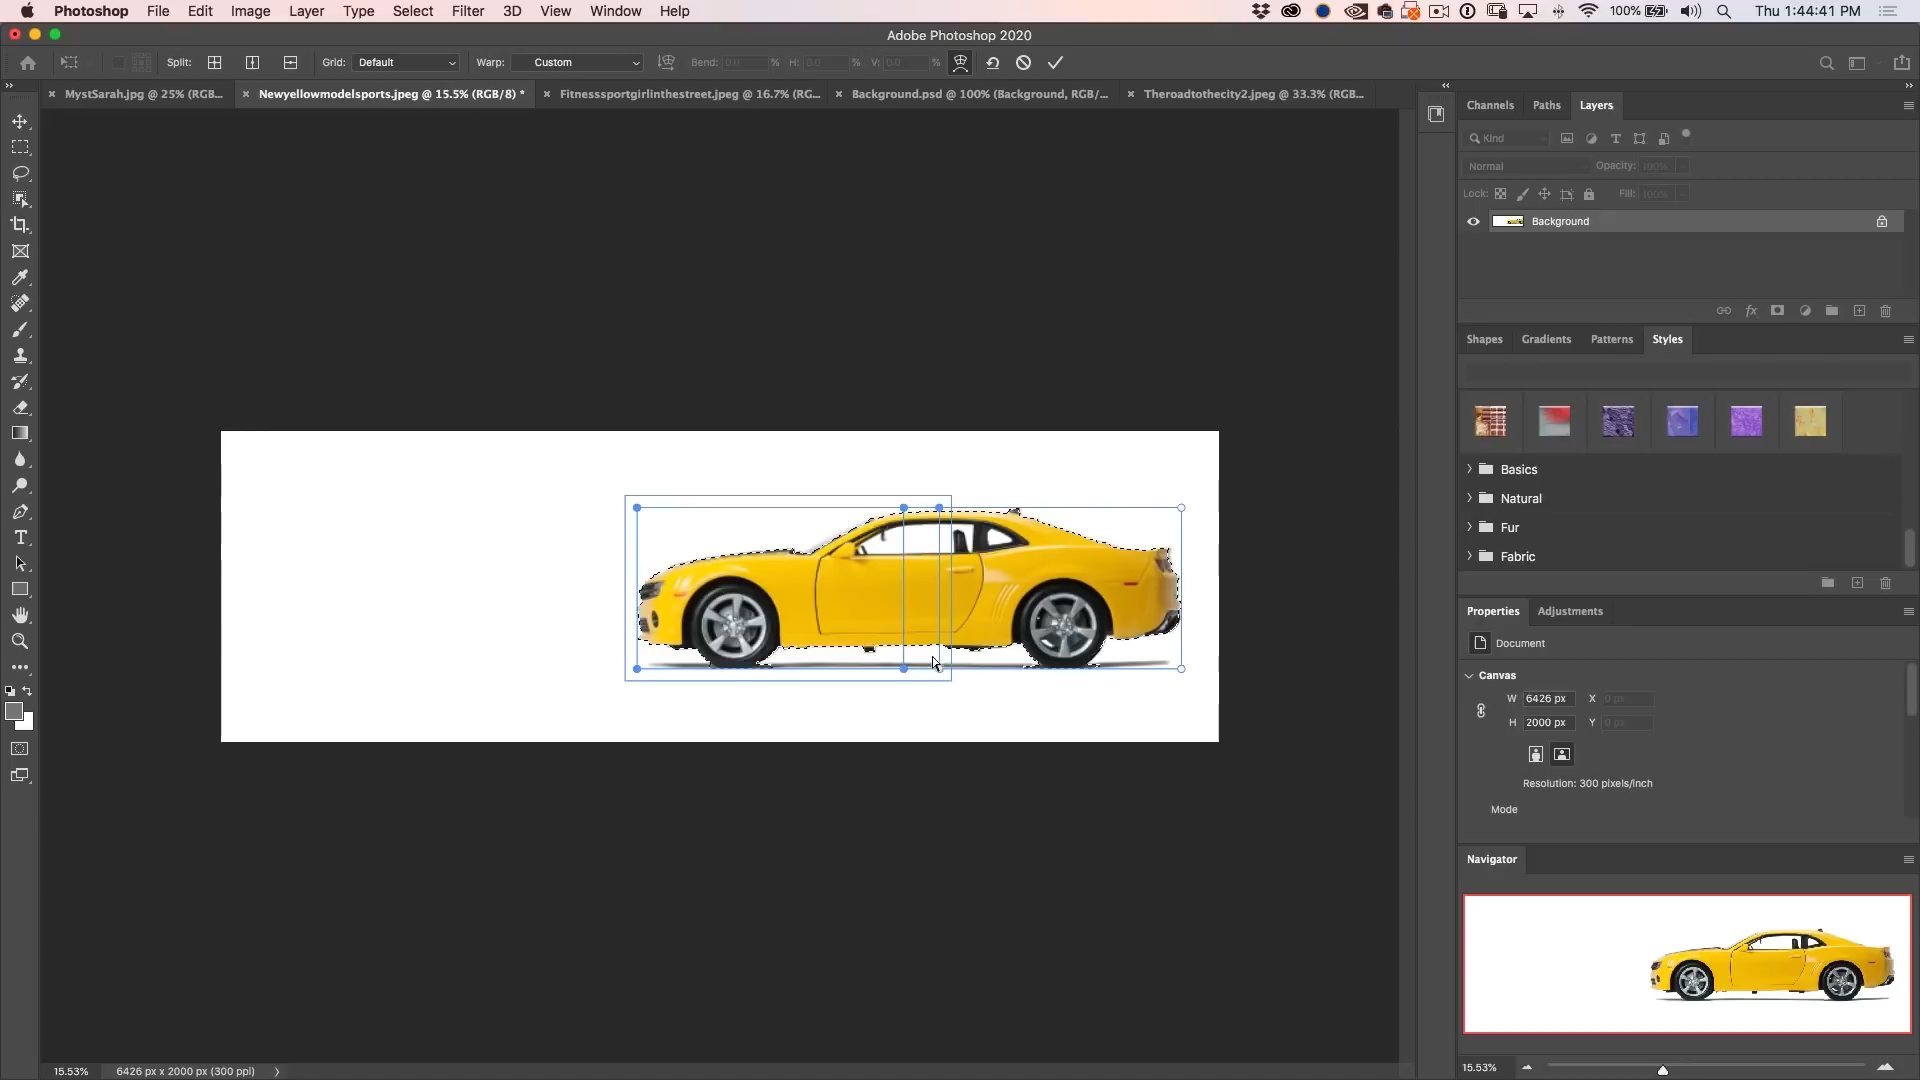 Photoshop File Edit Image Layer Type Select Filter 3D View Window Help 100% Thu 1:44:41 PM
Adobe Photoshop 2020
Split: Grid: Default Warp: Custom Bend: 0.0 % H: 0.0 % V: 0.0 %
MystSarah.jpg @ 25% (RGB... Newyellowmodelsports.jpeg @ 15.5% (RGB/8) * Fitnesssportgirlinthestreet.jpeg @ 16.7% (RG... Background.psd @ 100% (Background, RGB/... Theroadtothecity2.jpeg @ 33.3% (RGB...
Channels Paths Layers
Kind
Normal Opacity: 100%
Lock: Fill: 100%
Background
fx
Shapes Gradients Patterns Styles
Basics
Natural
Fur
Fabric
Properties Adjustments
Document
Canvas
W 6426 px X 0 px
H 2000 px Y 0 px
Resolution: 300 pixels/inch
Mode
Navigator
15.53% 6426 px x 2000 px (300 ppi) 15.53%